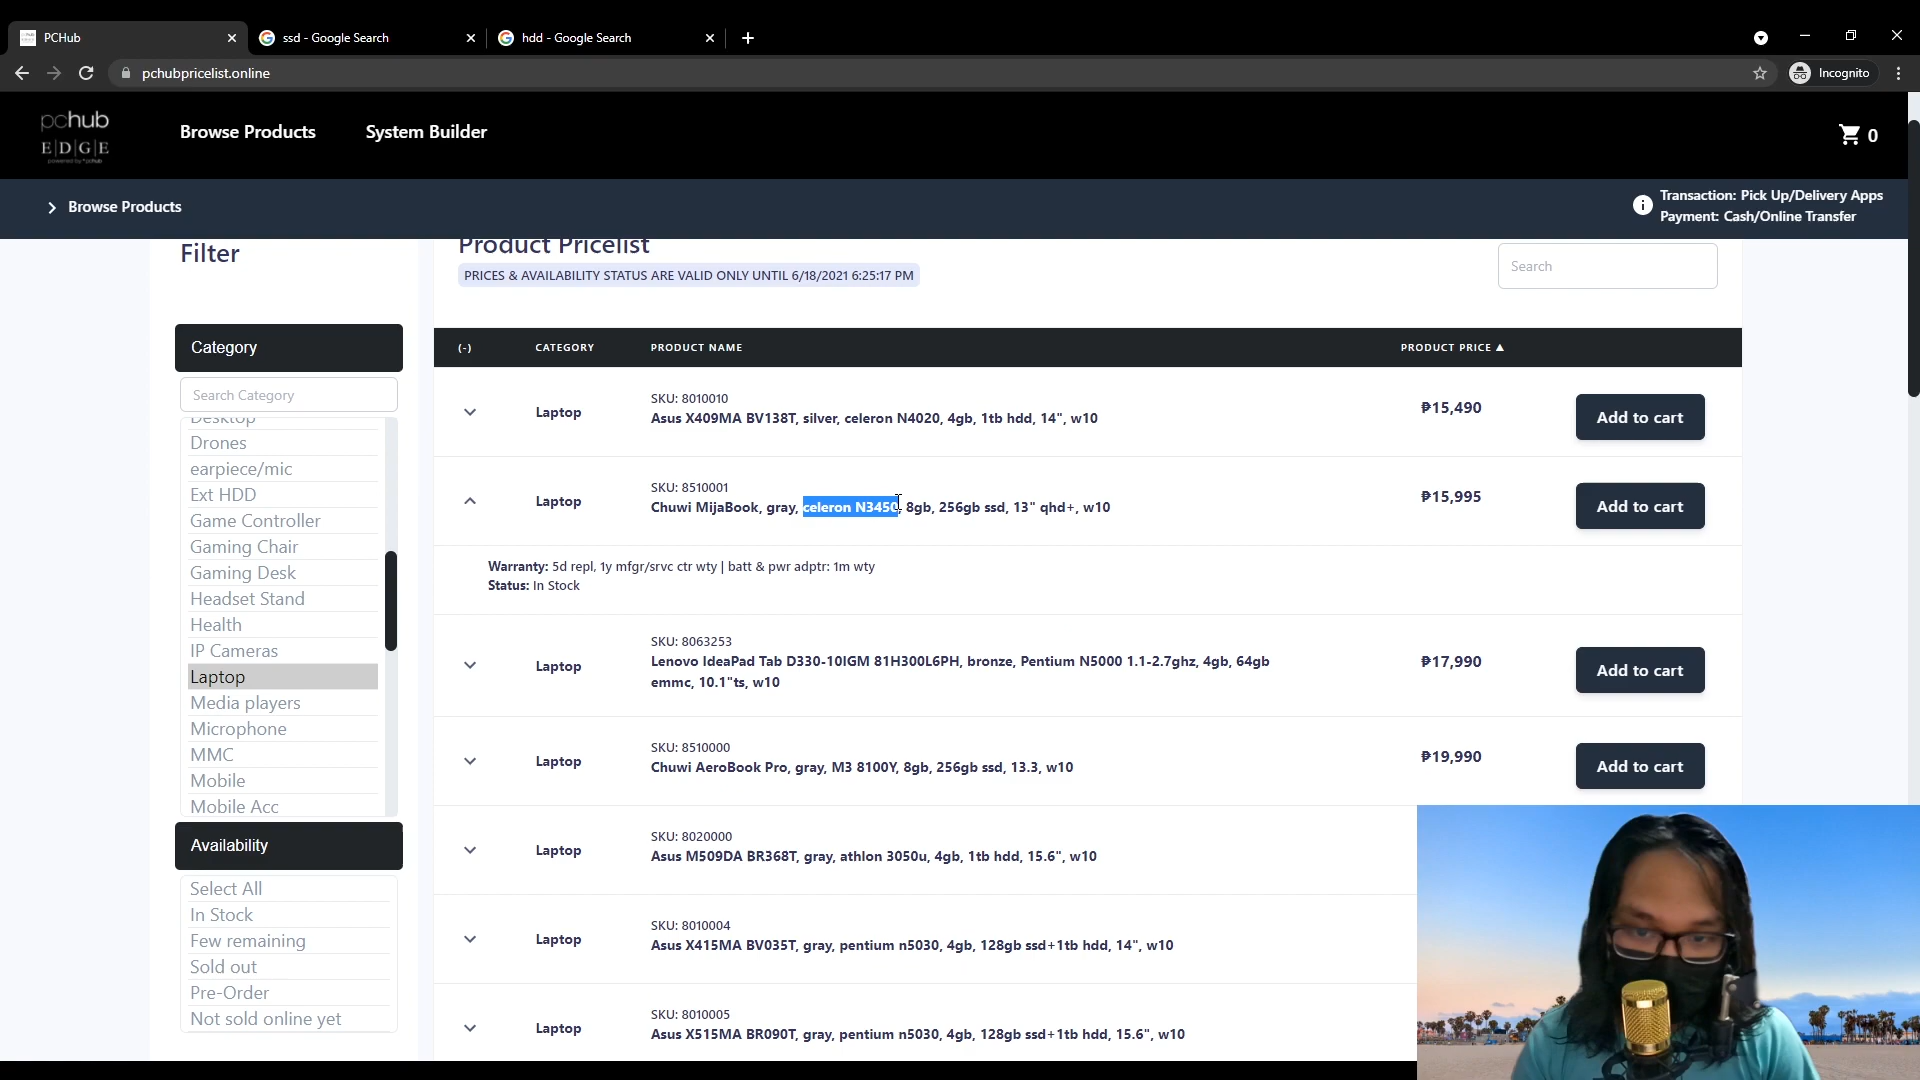 PCHub
ssd - Google Search
hdd - Google Search
pchubpricelist.online
Incognito
pchub
E|D|G|E
powered by pchub
Browse Products
System Builder
0
Browse Products
Transaction: Pick Up/Delivery Apps
Payment: Cash/Online Transfer
Filter
Product Pricelist
PRICES & AVAILABILITY STATUS ARE VALID ONLY UNTIL 6/18/2021 6:25:17 PM
Search
Category
Search Category
Desktop
Drones
earpiece/mic
Ext HDD
Game Controller
Gaming Chair
Gaming Desk
Headset Stand
Health
IP Cameras
Laptop
Media players
Microphone
MMC
Mobile
Mobile Acc
Availability
Select All
In Stock
Few remaining
Sold out
Pre-Order
Not sold online yet
(-) CATEGORY PRODUCT NAME PRODUCT PRICE ▲
SKU: 8010010
Laptop Asus X409MA BV138T, silver, celeron N4020, 4gb, 1tb hdd, 14", w10 ₱15,490 Add to cart
SKU: 8510001
Laptop Chuwi MijaBook, gray, celeron N3450, 8gb, 256gb ssd, 13" qhd+, w10 ₱15,995 Add to cart
Warranty: 5d repl, 1y mfgr/srvc ctr wty | batt & pwr adptr: 1m wty
Status: In Stock
SKU: 8063253
Laptop Lenovo IdeaPad Tab D330-10IGM 81H300L6PH, bronze, Pentium N5000 1.1-2.7ghz, 4gb, 64gb ₱17,990 Add to cart
emmc, 10.1"ts, w10
SKU: 8510000
Laptop Chuwi AeroBook Pro, gray, M3 8100Y, 8gb, 256gb ssd, 13.3, w10 ₱19,990 Add to cart
SKU: 8020000
Laptop Asus M509DA BR368T, gray, athlon 3050u, 4gb, 1tb hdd, 15.6", w10
SKU: 8010004
Laptop Asus X415MA BV035T, gray, pentium n5030, 4gb, 128gb ssd+1tb hdd, 14", w10
SKU: 8010005
Laptop Asus X515MA BR090T, gray, pentium n5030, 4gb, 128gb ssd+1tb hdd, 15.6", w10